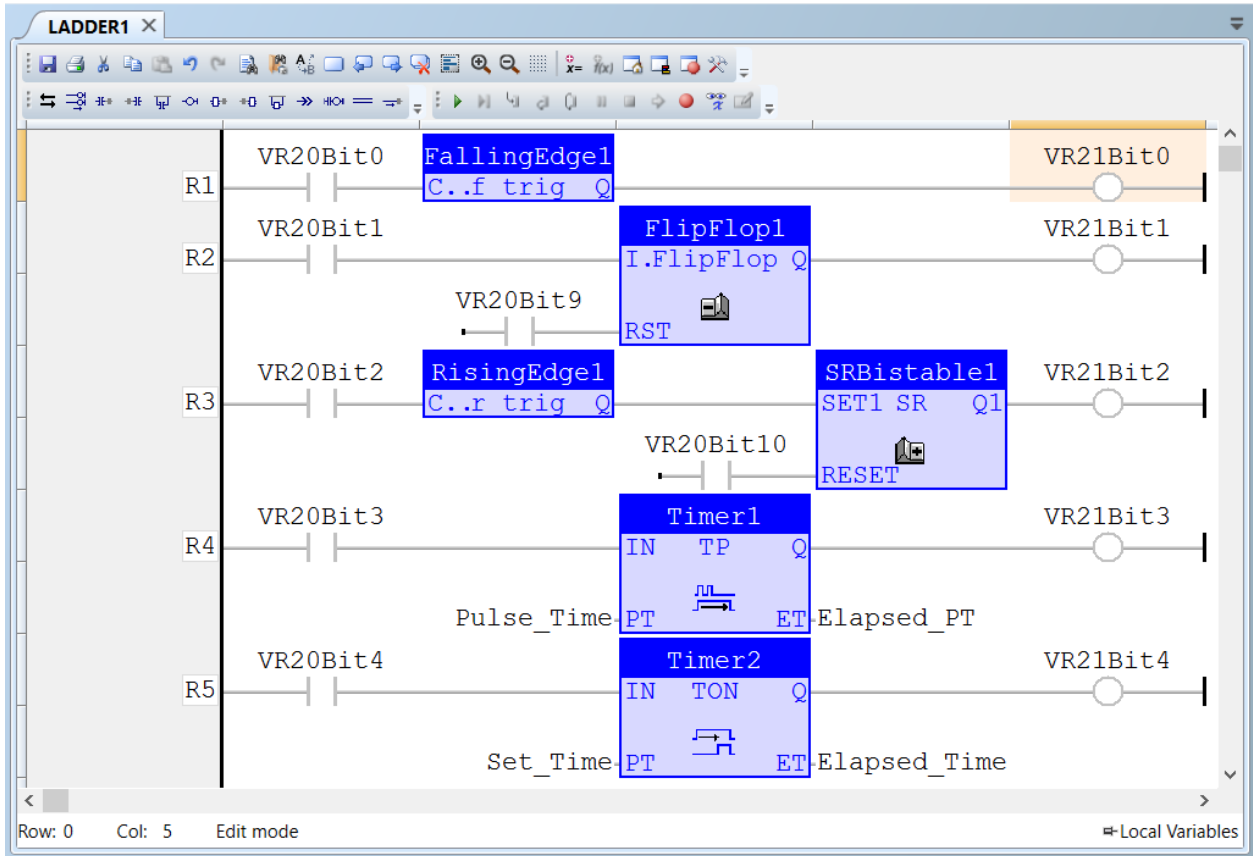 LADDER1
VR20Bit0 FallingEdge1 VR21Bit0
R1 C..f trig Q
VR20Bit1 FlipFlop1 VR21Bit1
R2 I.FlipFlop Q
VR20Bit9
RST
VR20Bit2 RisingEdge1 SRBistable1 VR21Bit2
R3 C..r trig Q SET1 SR Q1
VR20Bit10
RESET
VR20Bit3 Timer1 VR21Bit3
R4 IN TP Q
Pulse_Time PT ET Elapsed_PT
VR20Bit4 Timer2 VR21Bit4
R5 IN TON Q
Set_Time PT ET Elapsed_Time
Row: 0 Col: 5 Edit mode Local Variables